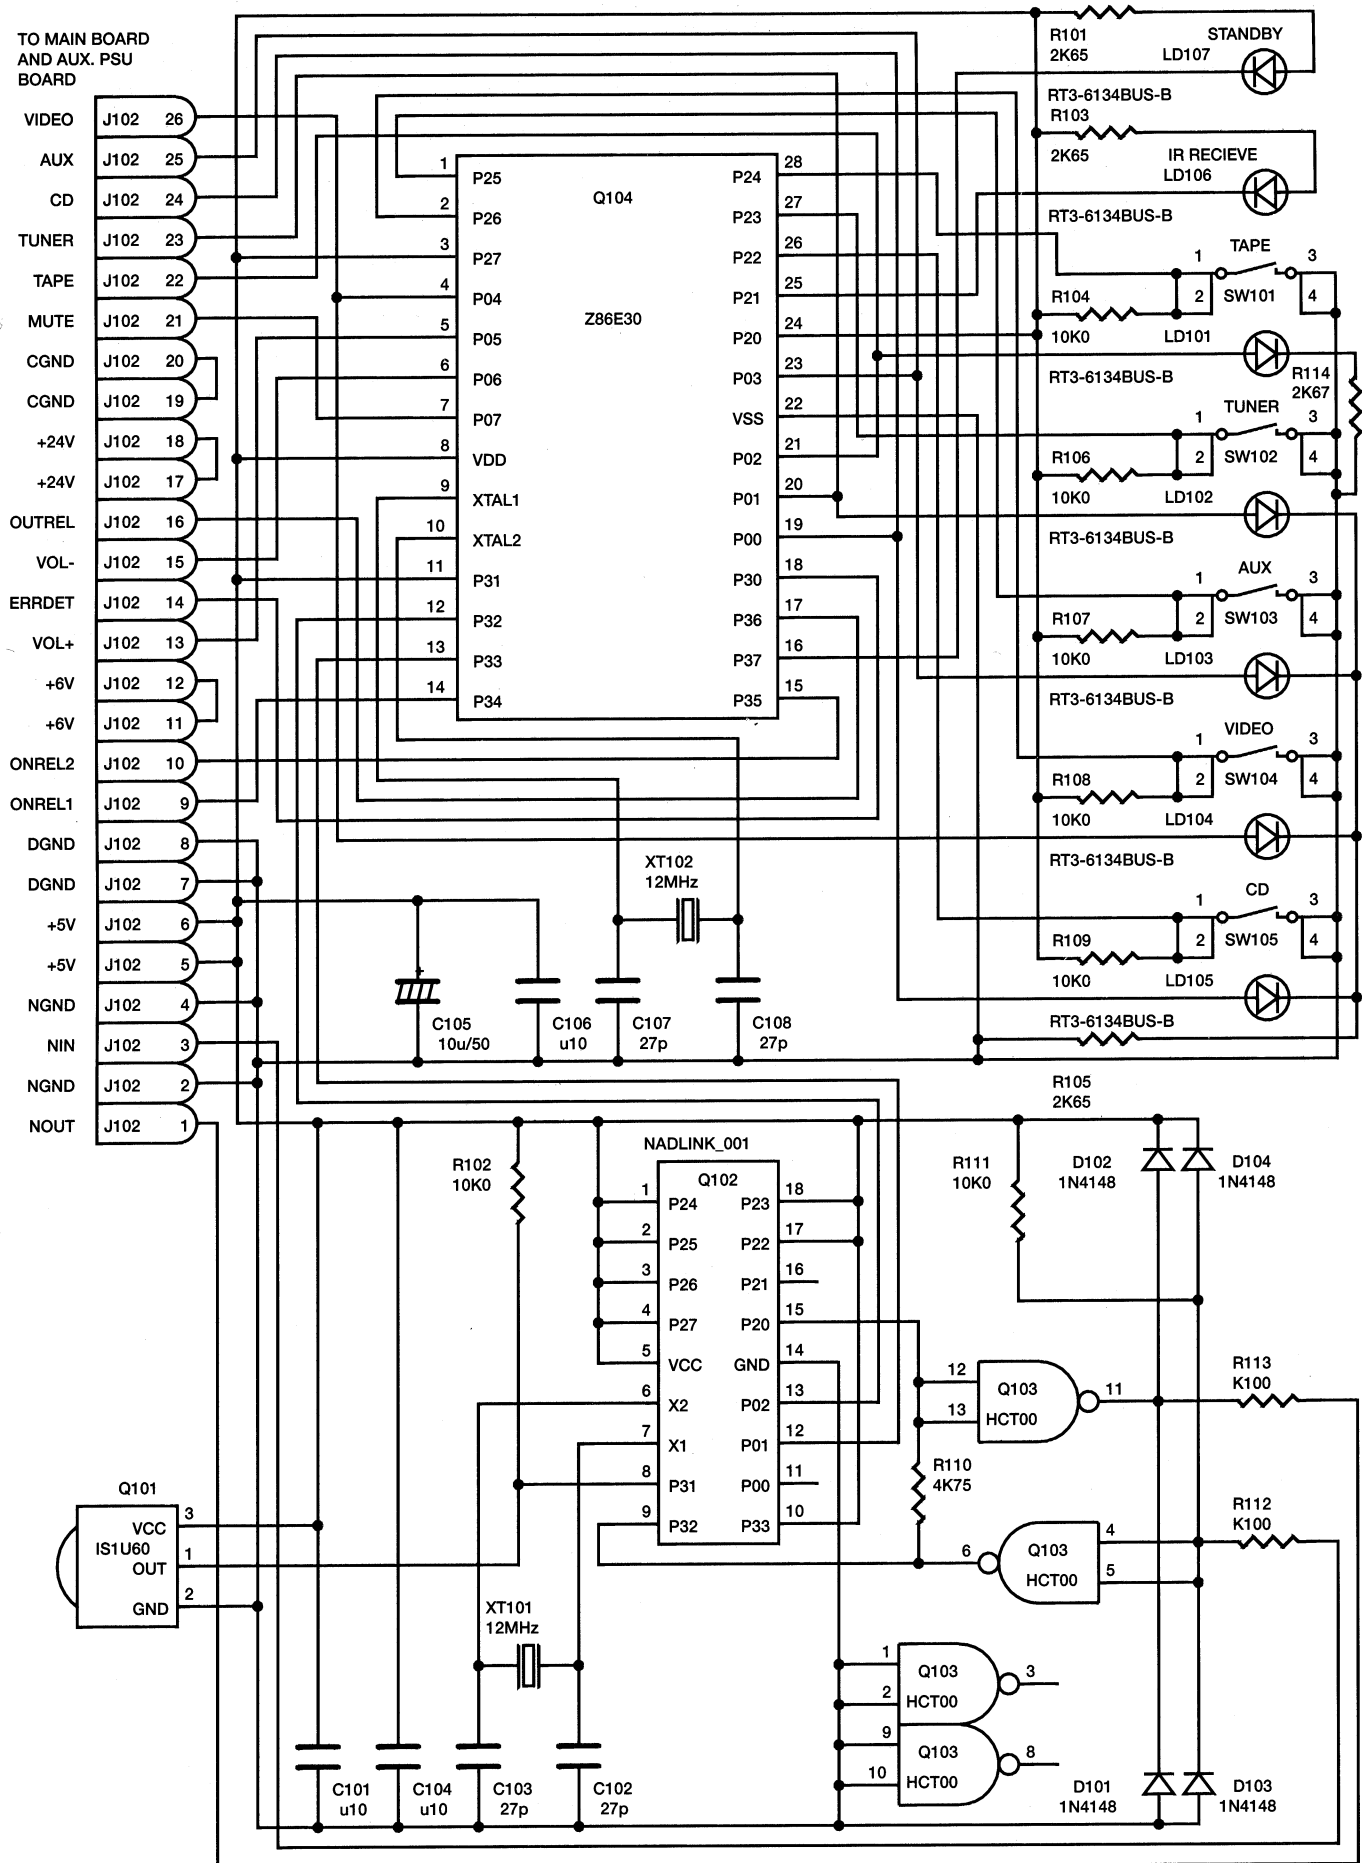 TO MAIN BOARD
AND AUX. PSU
BOARD
VIDEO J102 26
AUX J102 25
CD J102 24
TUNER J102 23
TAPE J102 22
MUTE J102 21
CGND J102 20
CGND J102 19
+24V J102 18
+24V J102 17
OUTREL J102 16
VOL- J102 15
ERRDET J102 14
VOL+ J102 13
+6V J102 12
+6V J102 11
ONREL2 J102 10
ONREL1 J102 9
DGND J102 8
DGND J102 7
+5V J102 6
+5V J102 5
NGND J102 4
NIN J102 3
NGND J102 2
NOUT J102 1
Q104
Z86E30
1 P25
2 P26
3 P27
4 P04
5 P05
6 P06
7 P07
8 VDD
9 XTAL1
10 XTAL2
11 P31
12 P32
13 P33
14 P34
P24 28
P23 27
P22 26
P21 25
P20 24
P03 23
VSS 22
P02 21
P01 20
P00 19
P30 18
P36 17
P37 16
P35 15
R101
2K65
STANDBY
LD107
RT3-6134BUS-B
R103
2K65
IR RECIEVE
LD106
RT3-6134BUS-B
TAPE
1 3
2 4
SW101
R104
10K0
LD101
RT3-6134BUS-B
R114
2K67
TUNER
1 3
2 4
SW102
R106
10K0
LD102
RT3-6134BUS-B
AUX
1 3
2 4
SW103
R107
10K0
LD103
RT3-6134BUS-B
VIDEO
1 3
2 4
SW104
R108
10K0
LD104
RT3-6134BUS-B
CD
1 3
2 4
SW105
R109
10K0
LD105
RT3-6134BUS-B
R105
2K65
XT102
12MHz
+
C105
10u/50
C106
u10
C107
27p
C108
27p
R102
10K0
NADLINK_001
Q102
1 P24
2 P25
3 P26
4 P27
5 VCC
6 X2
7 X1
8 P31
9 P32
P23 18
P22 17
P21 16
P20 15
GND 14
P02 13
P01 12
P00 11
P33 10
R111
10K0
D102
1N4148
D104
1N4148
12
13
Q103
HCT00
11
R113
K100
R110
4K75
6
Q103
HCT00
4
5
R112
K100
Q101
IS1U60
VCC 3
OUT 1
GND 2
XT101
12MHz
1
2
Q103
HCT00
3
9
10
Q103
HCT00
8
C101
u10
C104
u10
C103
27p
C102
27p
D101
1N4148
D103
1N4148